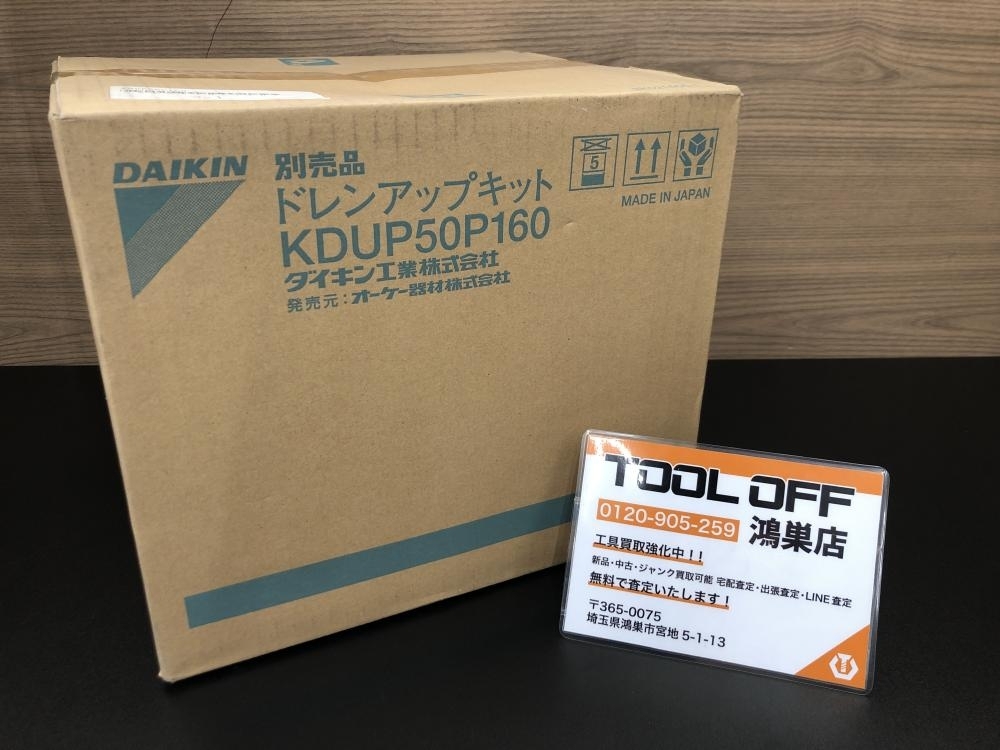 DAIKIN
別売品
ドレンアップキット
KDUP50P160
ダイキン工業株式会社
発売元:オーケー器材株式会社
5
MADE IN JAPAN
TOOL OFF
0120-905-259
鴻巣店
工具買取強化中!!
新品・中古・ジャンク買取可能 宅配査定・出張査定・LINE査定
無料で査定いたします!
〒365-0075
埼玉県鴻巣市宮地5-1-13